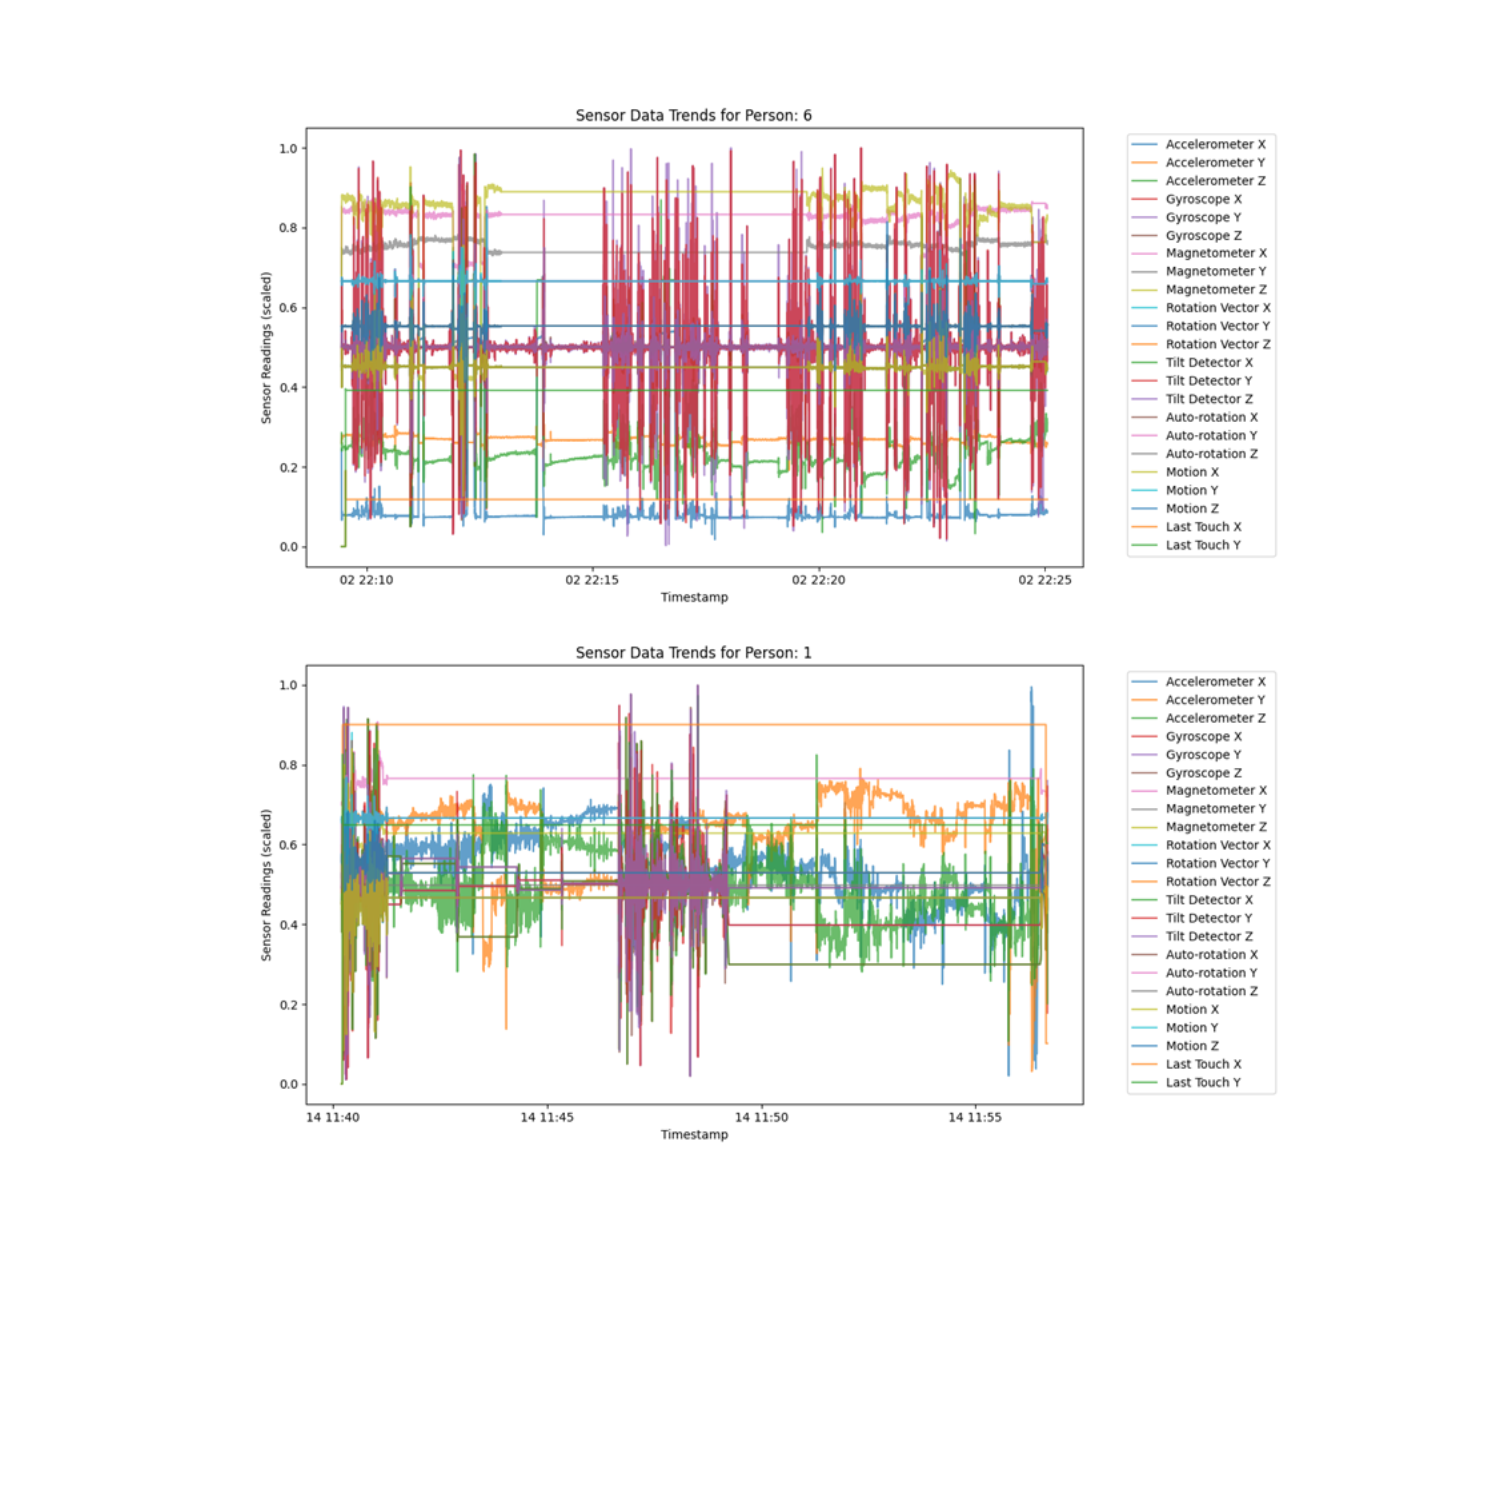 Sensor Data Trends for Person: 6
1.0
0.8
0.6
0.4
0.2
0.0
Sensor Readings (scaled)
02 22:10 02 22:15 02 22:20 02 22:25
Timestamp
Accelerometer X
Accelerometer Y
Accelerometer Z
Gyroscope X
Gyroscope Y
Gyroscope Z
Magnetometer X
Magnetometer Y
Magnetometer Z
Rotation Vector X
Rotation Vector Y
Rotation Vector Z
Tilt Detector X
Tilt Detector Y
Tilt Detector Z
Auto-rotation X
Auto-rotation Y
Auto-rotation Z
Motion X
Motion Y
Motion Z
Last Touch X
Last Touch Y
Sensor Data Trends for Person: 1
1.0
0.8
0.6
0.4
0.2
0.0
Sensor Readings (scaled)
14 11:40 14 11:45 14 11:50 14 11:55
Timestamp
Accelerometer X
Accelerometer Y
Accelerometer Z
Gyroscope X
Gyroscope Y
Gyroscope Z
Magnetometer X
Magnetometer Y
Magnetometer Z
Rotation Vector X
Rotation Vector Y
Rotation Vector Z
Tilt Detector X
Tilt Detector Y
Tilt Detector Z
Auto-rotation X
Auto-rotation Y
Auto-rotation Z
Motion X
Motion Y
Motion Z
Last Touch X
Last Touch Y